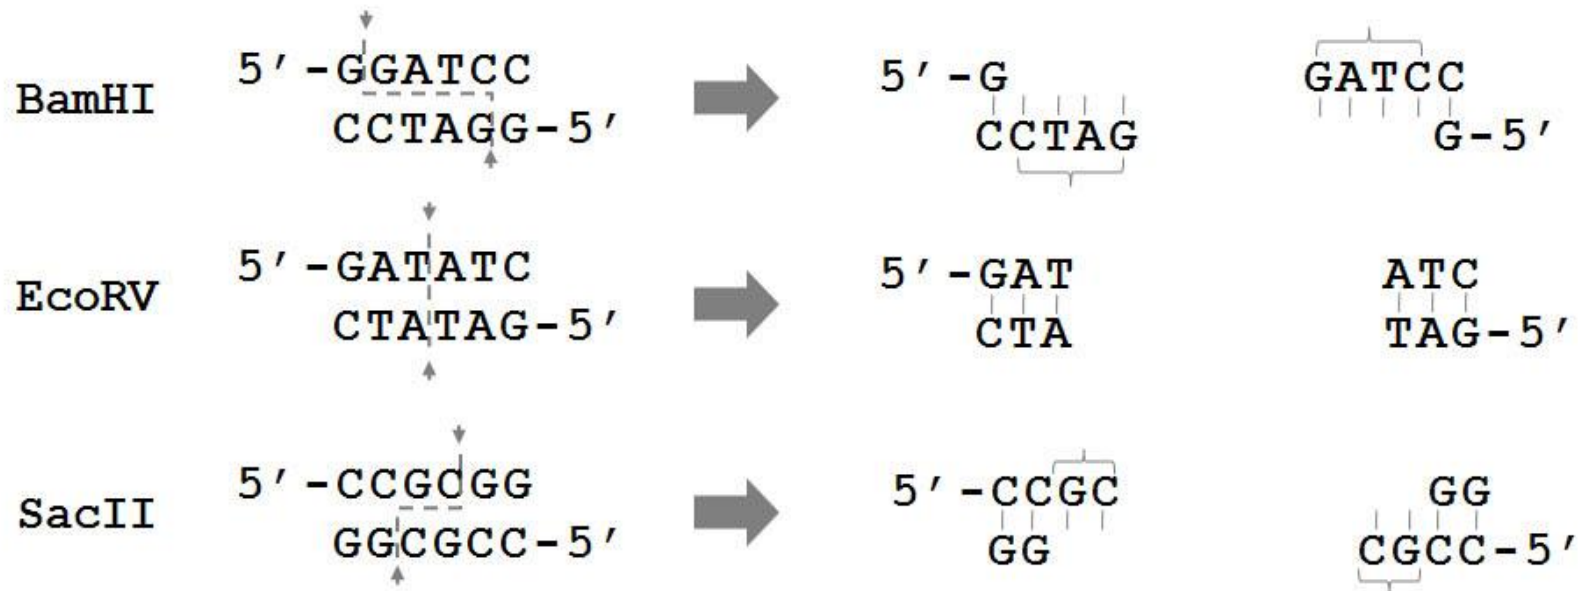 5′-GGATCC
BamHI
CCTAGG-5′
5′-G
CCTAG
GATCC
G-5′
5′-GATATC
EcoRV
CTATAG-5′
5′-GAT
CTA
ATC
TAG-5′
5′-CCGCGG
SacII
GGCGCC-5′
5′-CCGC
GG
GG
CGCC-5′